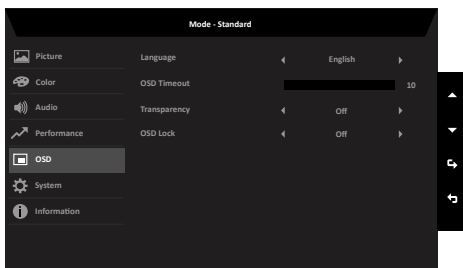 Mode - Standard
Picture
Language
English
Color
OSD Timeout
10
Audio
Transparency
Off
Performance
OSD Lock
Off
OSD
System
Information